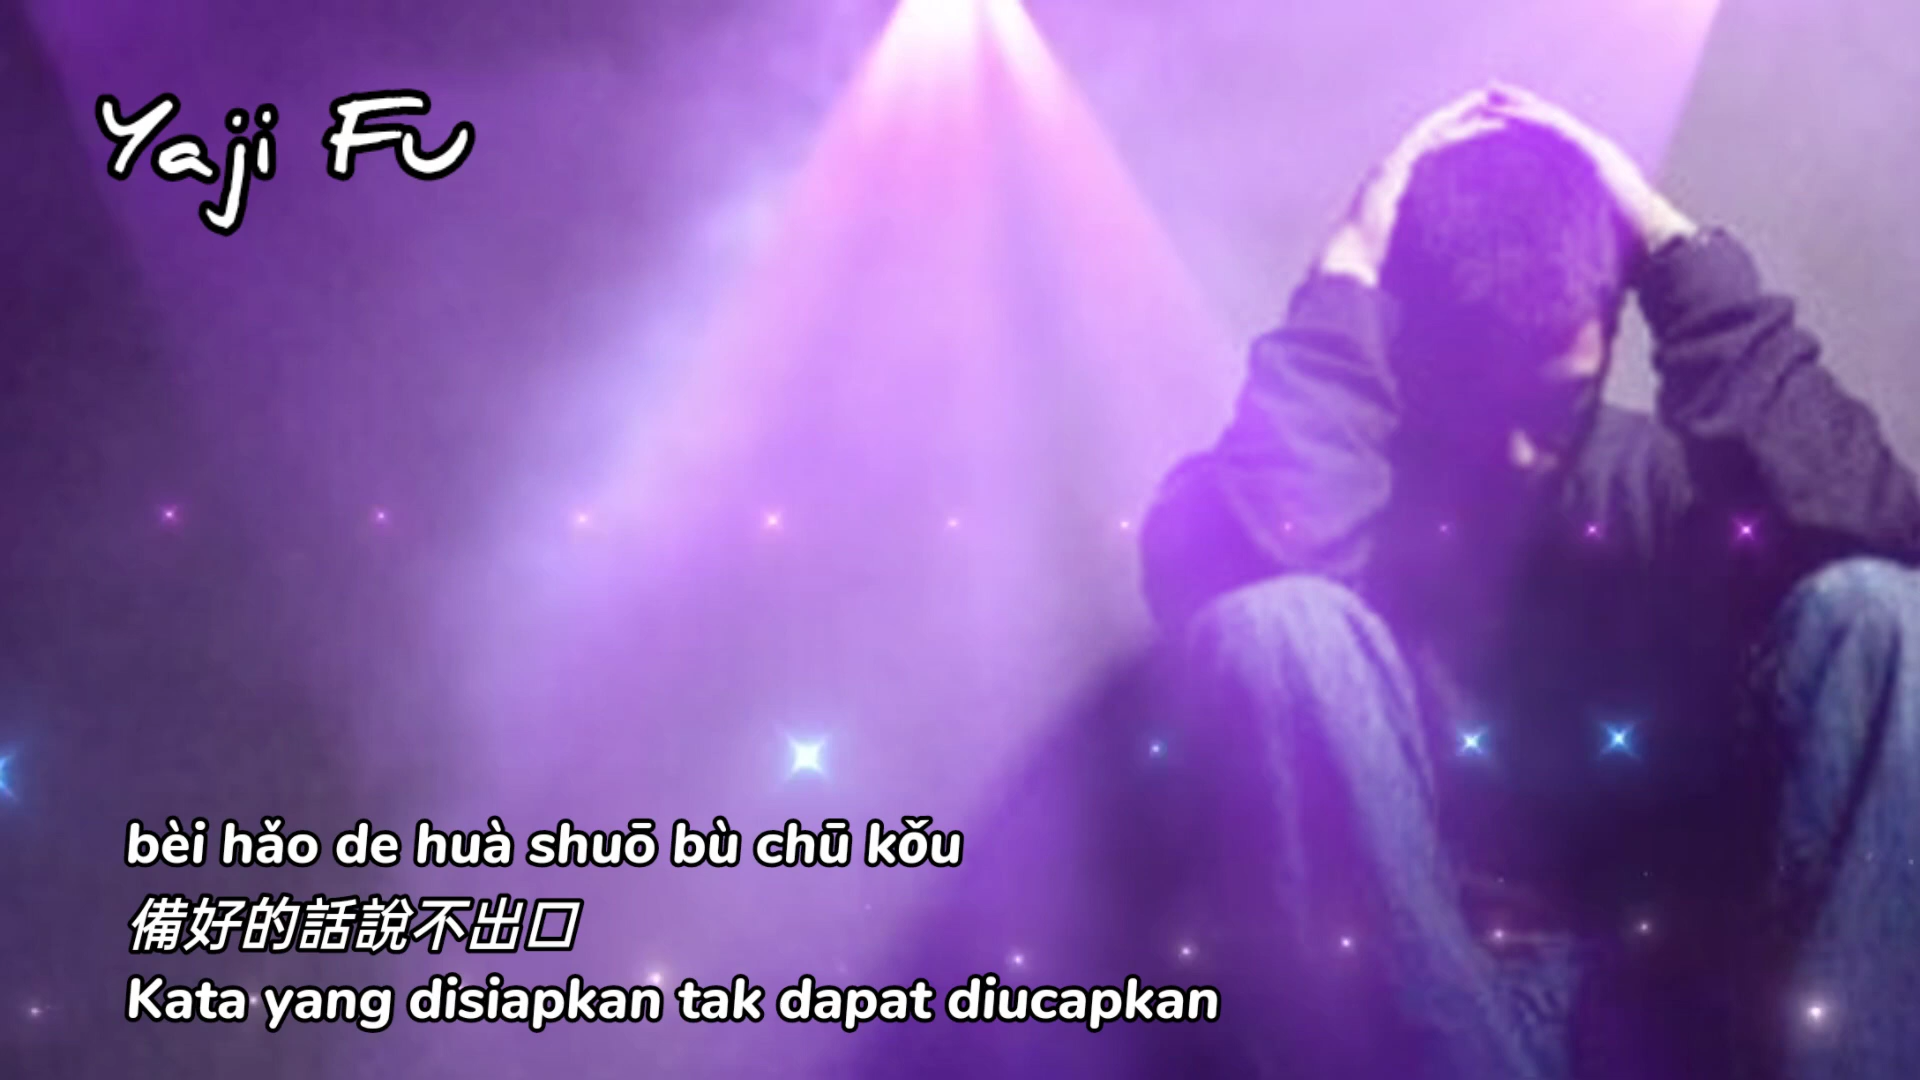 Yaji Fu
bèi hǎo de huà shuō bù chū kǒu
備好的話說不出口
Kata yang disiapkan tak dapat diucapkan